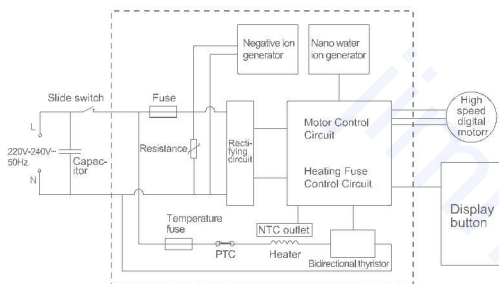 Negative ion
generator
Nano water
ion generator
Slide switch
Fuse
High
speed
digital
motorr
L
220V-240V~
50Hz
Capac-
itor
N
Resistance
Recti-
fying
circuit
Motor Control
Circuit
Heating Fuse
Control Circuit
Temperature
fuse
PTC
NTC outlet
Heater
Bidirectional thyristor
Display
button